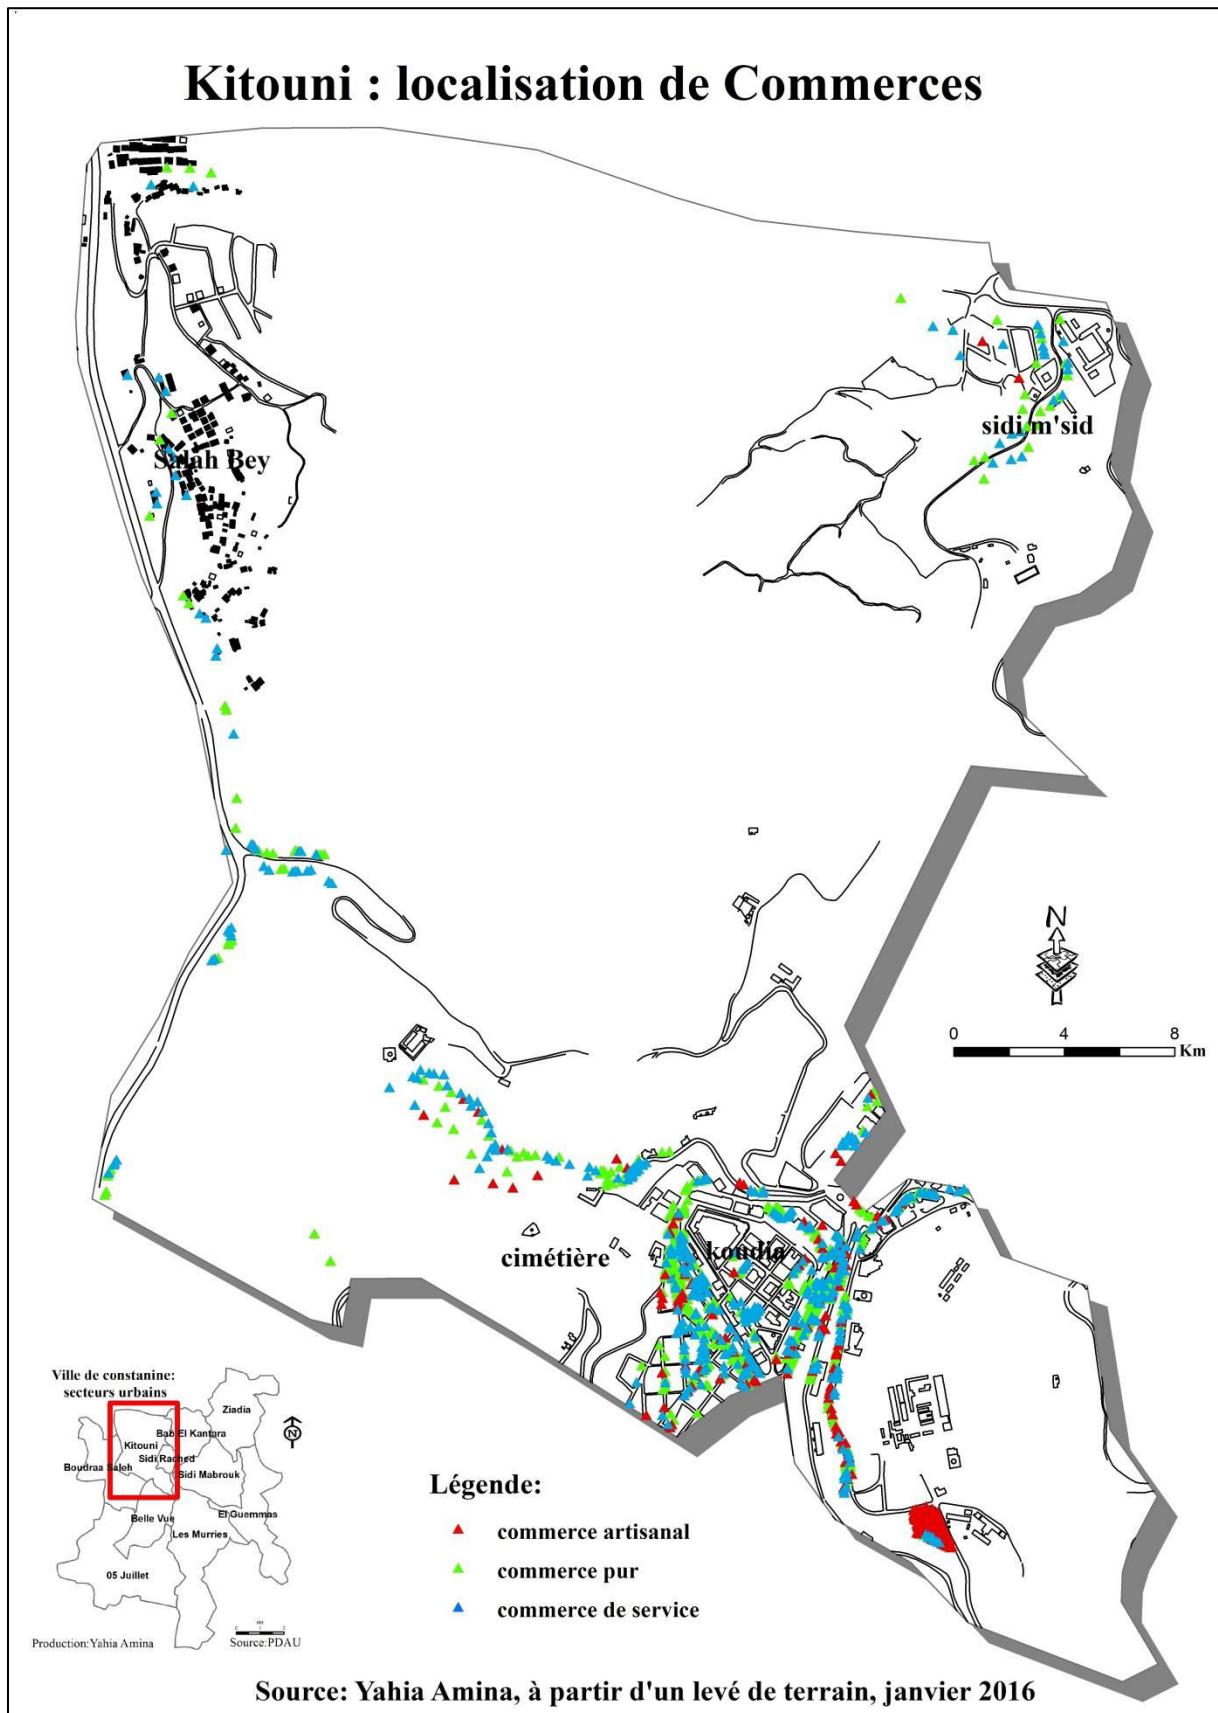 Kitouni : localisation de Commerces
sidi m'sid
Salah Bey
N
0 4 8
Km
cimétière
koudia
Ville de constanine:
secteurs urbains
Ziadia
Bab El Kantara
Kitouni
Sidi Rached
Boudraa Saleh
Sidi Mabrouk
El Guemmas
Belle Vue
Les Murries
05 Juillet
N
Production:Yahia Amina
Source:PDAU
Légende:
commerce artisanal
commerce pur
commerce de service
Source: Yahia Amina, à partir d'un levé de terrain, janvier 2016